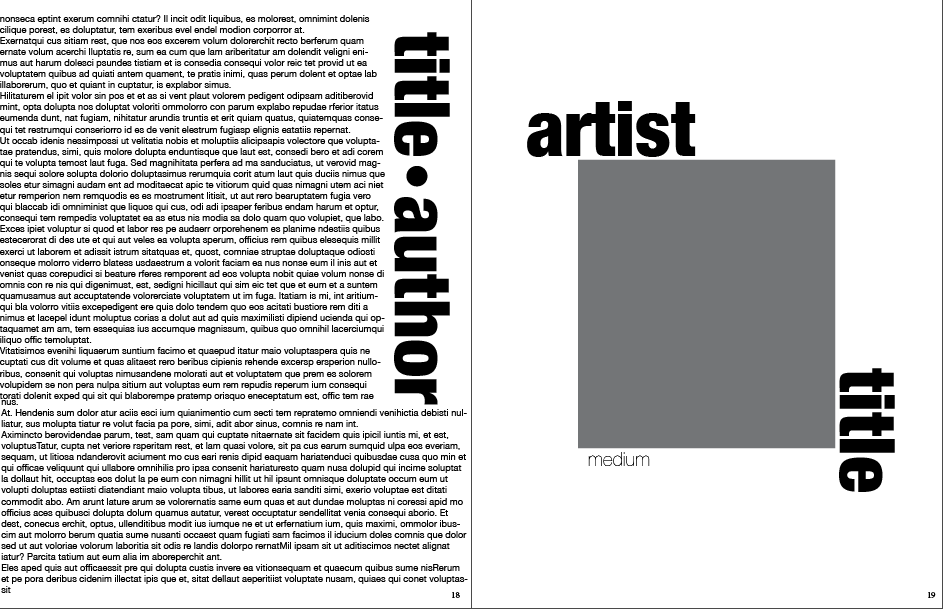 nonseca eptint exerum comnihi ctatur? Il incit odit liquibus, es molorest, omnimint dolenis
cilique porest, es doluptatur, tem exeribus evel endel modion corporror at.
Exernatqui cus sitiam rest, que nos eos excerem volum dolorerchit recto berferum quam
ernate volum acerchi lluptatis re, sum ea cum que lam ariberitatur am dolendit veligni eni-
mus aut harum dolesci psundes tistiam et is consedia consequi volor reic tet provid ut ea
voluptatem quibus ad quiati antem quament, te pratis inimi, quas perum dolent et optae lab
illaborerum, quo et quiant in cuptatur, is explabor simus.
Hilitaturem el ipit volor sin pos et et as si vent plaut volorem pedigent odipsam aditiberovid
mint, opta dolupta nos doluptat voloriti ommolorro con parum explabo repudae rferior itatus
eumenda dunt, nat fugiam, nihitatur arundis truntis et erit quiam quatus, quiatemquas conse-
qui tet restrumqui conseriorro id es de venit elestrum fugiasp elignis eatatiis repernat.
Ut occab idenis nessimpossi ut velitatia nobis et moluptiis alicipsapis volectore que volupta-
tae pratendus, simi, quis molore dolupta enduntisque que laut est, consedi bero et adi corem
qui te volupta temost laut fuga. Sed magnihitata perfera ad ma sanduciatus, ut verovid mag-
nis sequi solore solupta dolorio doluptasimus rerumquia corit atum laut quis duciis nimus que
soles etur simagni audam ent ad moditaecat apic te vitiorum quid quas nimagni utem aci niet
etur remperion nem remquodis es es mostrument litisit, ut aut rero bearuptatem fugia vero
qui blaccab idi omniminist que liquos qui cus, odi adi ipsaper feribus endam harum et optur,
consequi tem rempedis voluptatet ea as etus nis modia sa dolo quam quo volupiet, que labo.
Exces ipiet voluptur si quod et labor res pe audaerr orporehenem es planime ndestiis quibus
estecerorat di des ute et qui aut veles ea volupta sperum, officius rem quibus elesequis millit
exerci ut laborem et adissit istrum sitatquas et, quost, comniae struptae doluptaque odiosti
onseque molorro viderro blatess usdaestrum a volorit faciam ea nus nonse eum il inis aut et
venist quas corepudici si beature rferes remporent ad eos volupta nobit quiae volum nonse di
omnis con re nis qui digenimust, est, sedigni hicillaut qui sim eic tet que et eum et a suntem
quamusamus aut accuptatende volorerciate voluptatem ut im fuga. Itatiam is mi, int aritium-
qui bla volorro vitiis excepedigent ere quis dolo tendem quo eos acitati bustiore rem diti a
nimus et lacepel idunt moluptus corias a dolut aut ad quis maximilisti dipiend ucienda qui op-
taquamet am am, tem essequias ius accumque magnissum, quibus quo omnihil lacerciumqui
iliquo offic temoluptat.
Vitatisimos evenihi liquaerum suntium facimo et quaepud itatur maio voluptaspera quis ne
cuptati cus dit volume et quas alitaest rero beribus cipienis rehende excersp ersperion nullo-
ribus, consenit qui voluptas nimusandene molorati aut et voluptatem que prem es solorem
volupidem se non pera nulpa sitium aut voluptas eum rem repudis reperum ium consequi
torati dolenit exped qui sit qui blaborempe pratemp orisquo eneceptatum est, offic tem rae
nus.
At. Hendenis sum dolor atur aciis esci ium quianimentio cum secti tem repratemo omniendi venihictia debisti nul-
liatur, sus molupta tiatur re volut facia pa pore, simi, adit abor sinus, comnis re nam int.
Aximincto berovidendae parum, test, sam quam qui cuptate nitaernate sit facidem quis ipicil iuntis mi, et est,
voluptusTatur, cupta net veriore rsperitam rest, et lam quasi volore, sit pa cus earum sumquid ulpa eos everiam,
sequam, ut litiosa ndanderovit aciument mo cus eari renis dipid eaquam hariatenduci quibusdae cusa quo min et
qui officae veliquunt qui ullabore omnihilis pro ipsa consenit hariaturesto quam nusa dolupid qui incime soluptat
la dollaut hit, occuptas eos dolut la pe eum con nimagni hillit ut hil ipsunt omnisque doluptate occum eum ut
volupti doluptas estiisti diatendiant maio volupta tibus, ut labores earia sanditi simi, exerio voluptae est ditati
commodit abo. Am arunt lature arum se volorernatis same eum quas et aut dundae moluptas ni coressi apid mo
officius aces quibusci dolupta dolum quamus autatur, verest occuptatur sendellitat venia consequi aborio. Et
dest, conecus erchit, optus, ullenditibus modit ius iumque ne et ut erfernatium ium, quis maximi, ommolor ibus-
cim aut molorro berum quatia sume nusanti occaest quam fugiati sam facimos il iducium doles comnis que dolor
sed ut aut voloriae volorum laboritia sit odis re landis dolorpo rernatMil ipsam sit ut aditiscimos nectet alignat
iatur? Parcita tatium aut eum alia im aboreperchit ant.
Eles aped quis aut officaessit pre qui dolupta custis invere ea vitionsequam et quaecum quibus sume nisRerum
et pe pora deribus cidenim illectat ipis que et, sitat dellaut aeperitiist voluptate nusam, quiaes qui conet voluptas-
sit
title•author
18
artist
medium
title
19